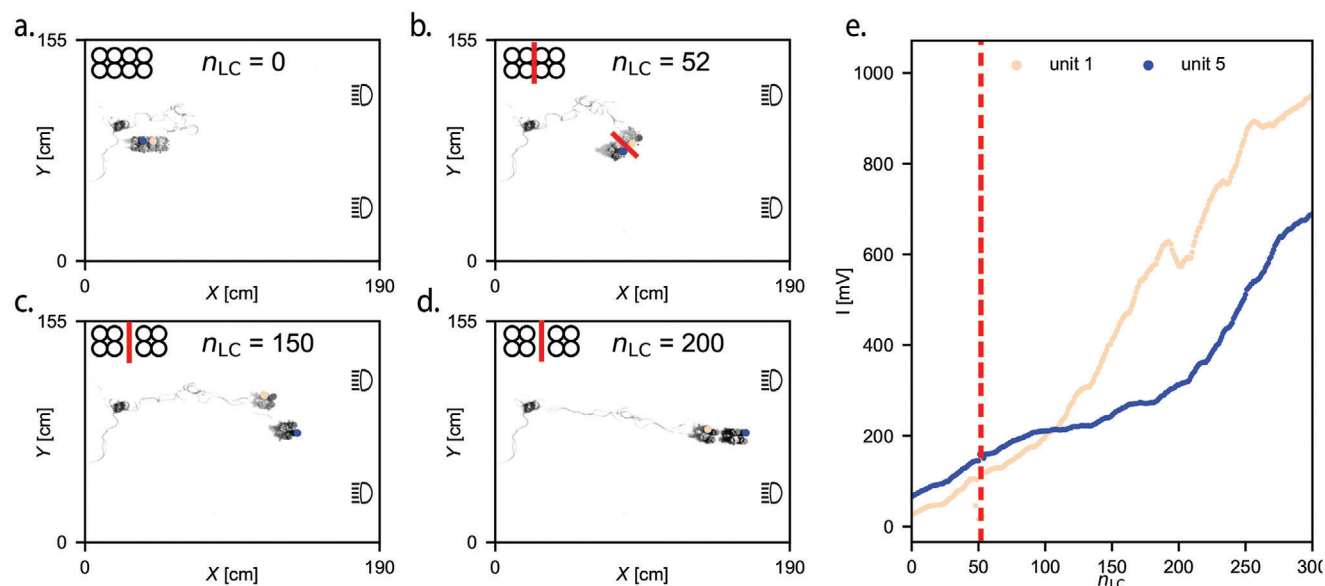 a.
155
n_LC = 0
Y [cm]
0
0
X [cm]
190
b.
155
n_LC = 52
Y [cm]
0
0
X [cm]
190
c.
155
n_LC = 150
Y [cm]
0
0
X [cm]
190
d.
155
n_LC = 200
Y [cm]
0
0
X [cm]
190
e.
unit 1 unit 5
1000
800
600
400
200
0
I [mV]
0 50 100 150 200 250 300
n_LC